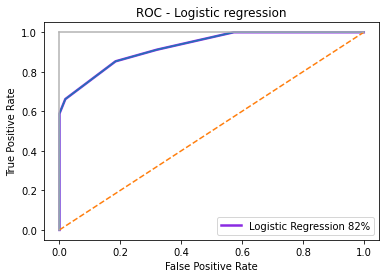 ROC - Logistic regression
True Positive Rate
1.0
0.8
0.6
0.4
0.2
0.0
Logistic Regression 82%
0.0 0.2 0.4 0.6 0.8 1.0
False Positive Rate